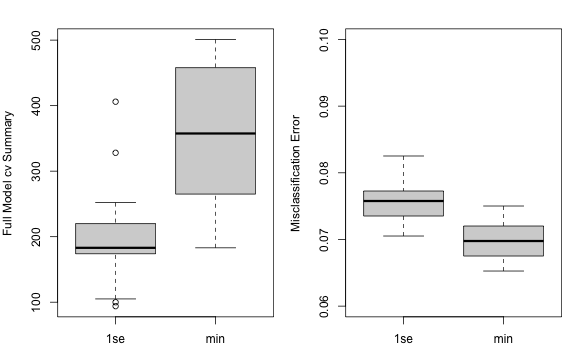 Full Model cv Summary
500
400
300
200
100
1se
min
Misclassification Error
0.10
0.09
0.08
0.07
0.06
1se
min